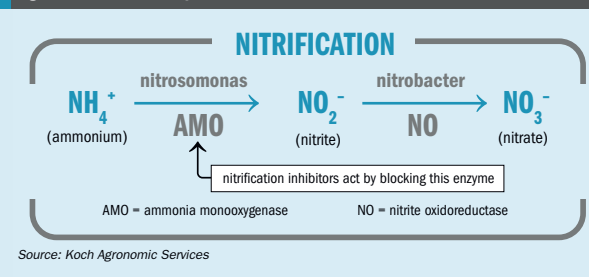 NITRIFICATION
nitrosomonas
nitrobacter
NH₄⁺
NO₂⁻
NO₃⁻
(ammonium)
AMO
(nitrite)
NO
(nitrate)
nitrification inhibitors act by blocking this enzyme
AMO = ammonia monooxygenase
NO = nitrite oxidoreductase
Source: Koch Agronomic Services